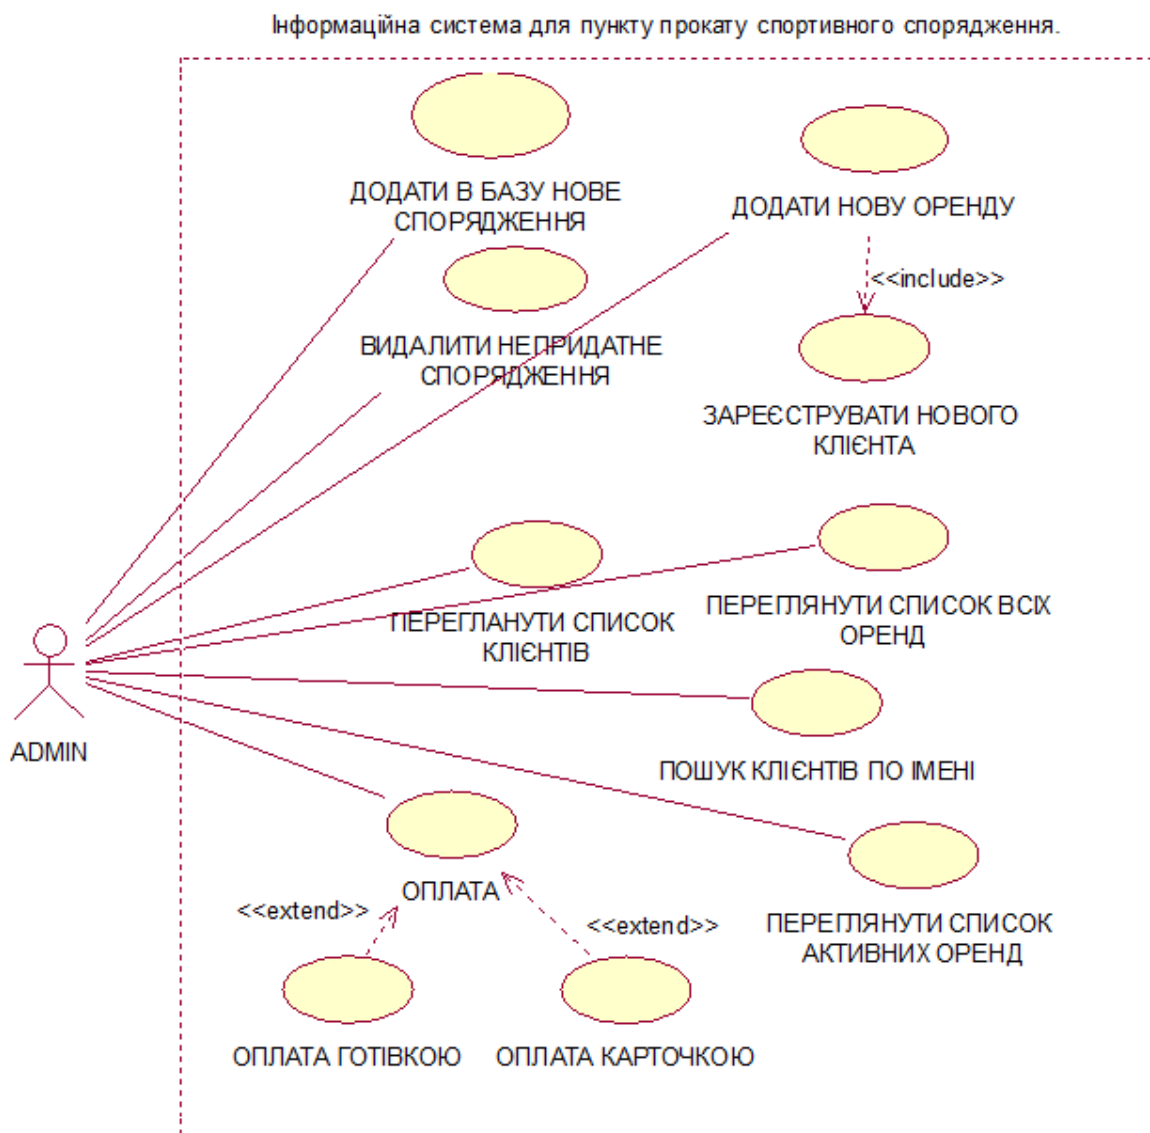 Інформаційна система для пункту прокату спортивного спорядження.
ДОДАТИ В БАЗУ НОВЕ
СПОРЯДЖЕННЯ
ДОДАТИ НОВУ ОРЕНДУ
<<include>>
ВИДАЛИТИ НЕПРИДАТНЕ
СПОРЯДЖЕННЯ
ЗАРЕЄСТРУВАТИ НОВОГО
КЛІЄНТА
ПЕРЕГЛАНУТИ СПИСОК
КЛІЄНТІВ
ПЕРЕГЛЯНУТИ СПИСОК ВСІХ
ОРЕНД
ADMIN
ПОШУК КЛІЄНТІВ ПО ІМЕНІ
ОПЛАТА
<<extend>>
<<extend>>
ПЕРЕГЛЯНУТИ СПИСОК
АКТИВНИХ ОРЕНД
ОПЛАТА ГОТІВКОЮ
ОПЛАТА КАРТОЧКОЮ